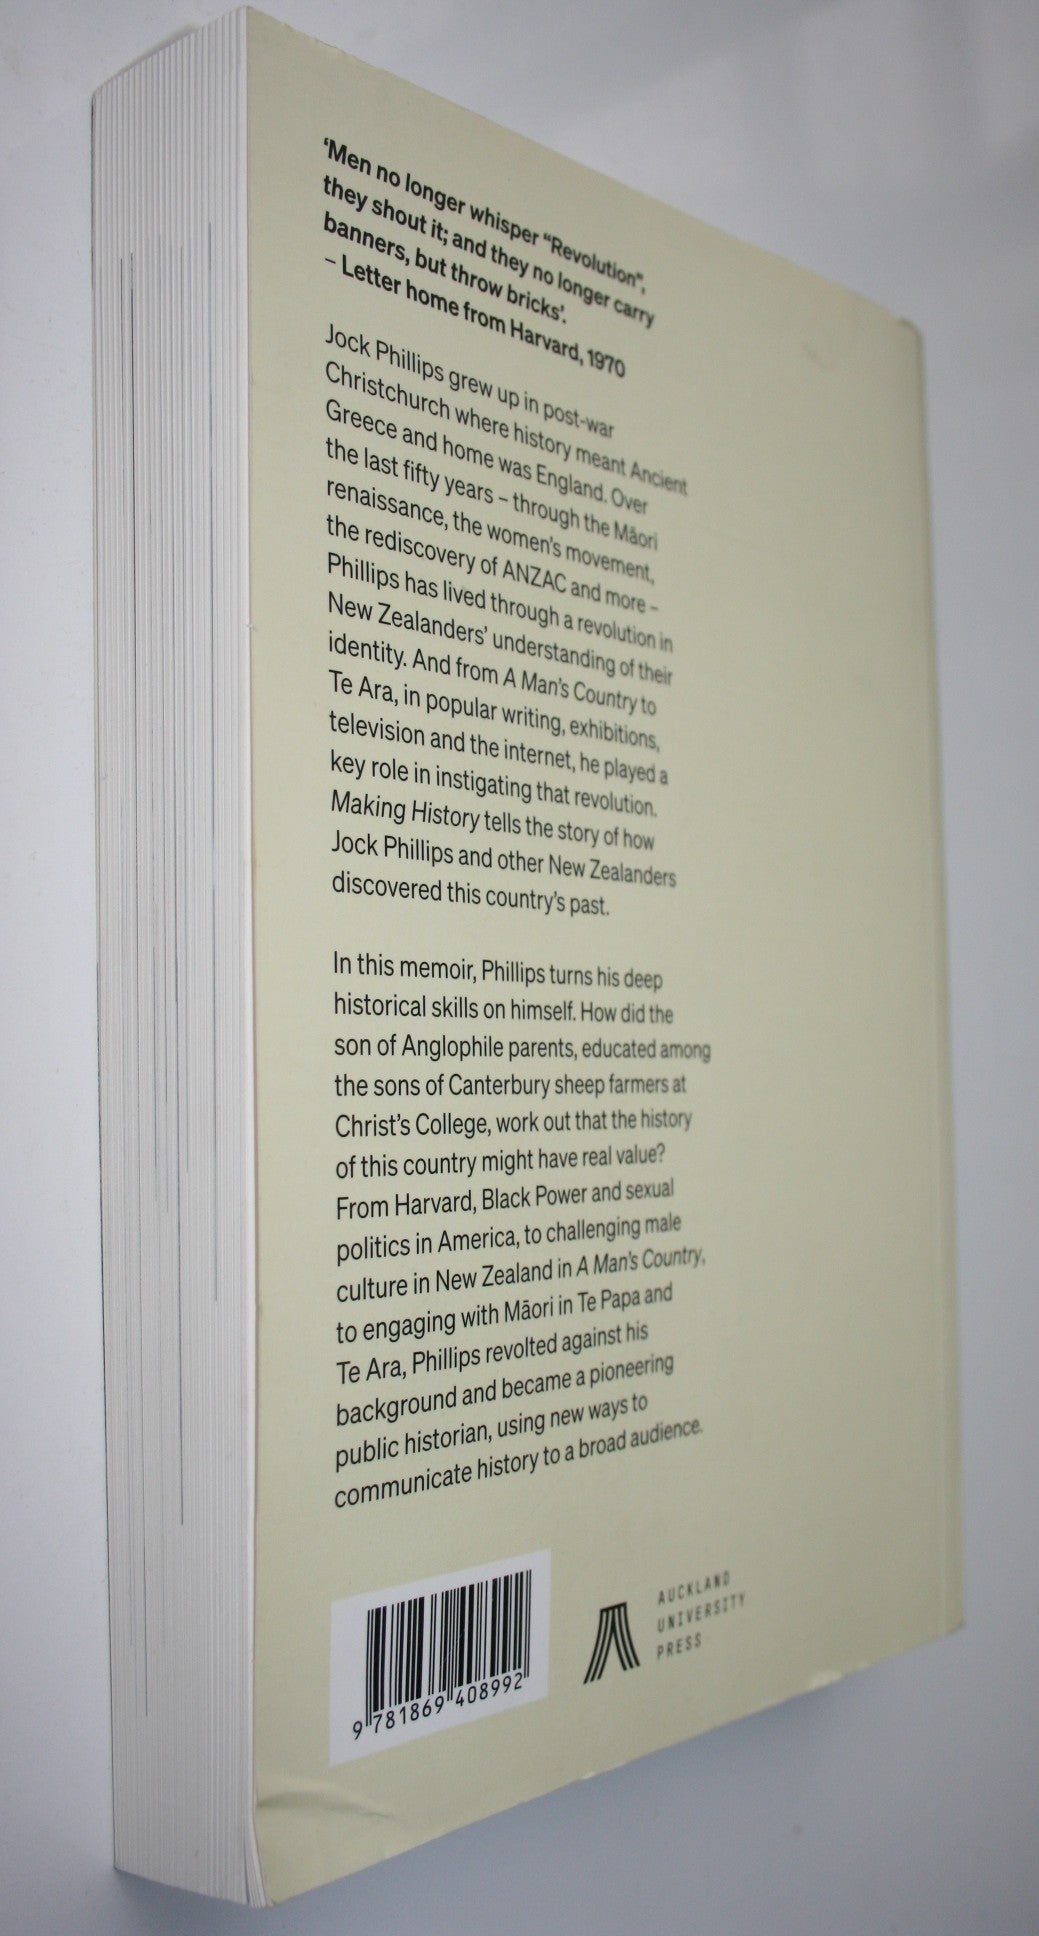 ‘Men no longer whisper “Revolution”,
they shout it; and they no longer carry
banners, but throw bricks’.
– Letter home from Harvard, 1970
Jock Phillips grew up in post-war
Christchurch where history meant Ancient
Greece and home was England. Over
the last fifty years – through the Māori
renaissance, the women’s movement,
the rediscovery of ANZAC and more –
Phillips has lived through a revolution in
New Zealanders’ understanding of their
identity. And from A Man’s Country to
Te Ara, in popular writing, exhibitions,
television and the internet, he played a
key role in instigating that revolution.
Making History tells the story of how
Jock Phillips and other New Zealanders
discovered this country’s past.
In this memoir, Phillips turns his deep
historical skills on himself. How did the
son of Anglophile parents, educated among
the sons of Canterbury sheep farmers at
Christ’s College, work out that the history
of this country might have real value?
From Harvard, Black Power and sexual
politics in America, to challenging male
culture in New Zealand in A Man’s Country,
to engaging with Māori in Te Papa and
Te Ara, Phillips revolted against his
background and became a pioneering
public historian, using new ways to
communicate history to a broad audience.
9 781869 408992
AUCKLAND
UNIVERSITY
PRESS